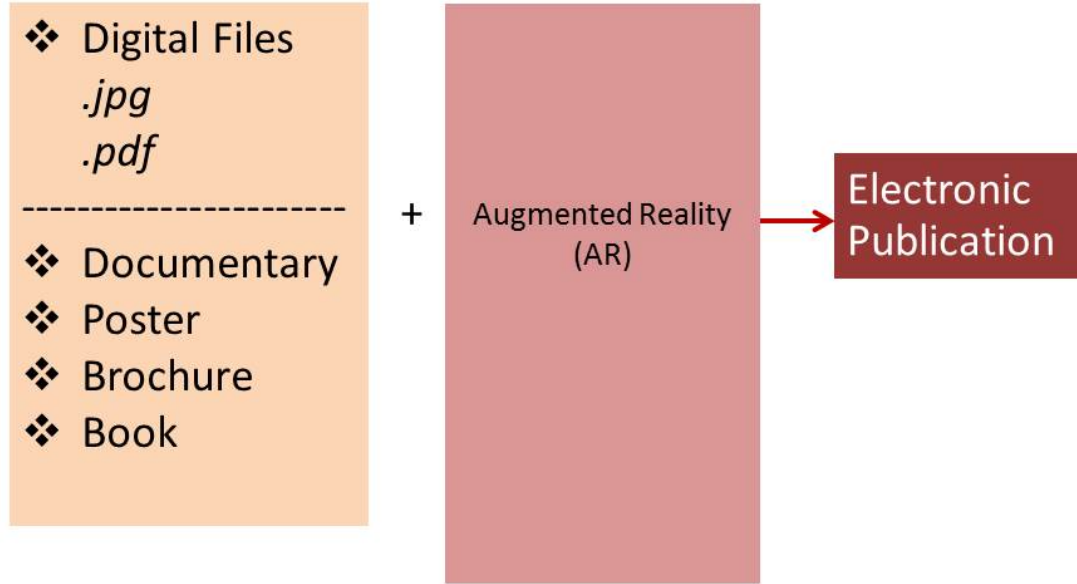 ❖ Digital Files
.jpg
.pdf
-----------------------
❖ Documentary
❖ Poster
❖ Brochure
❖ Book
+
Augmented Reality
(AR)
Electronic
Publication